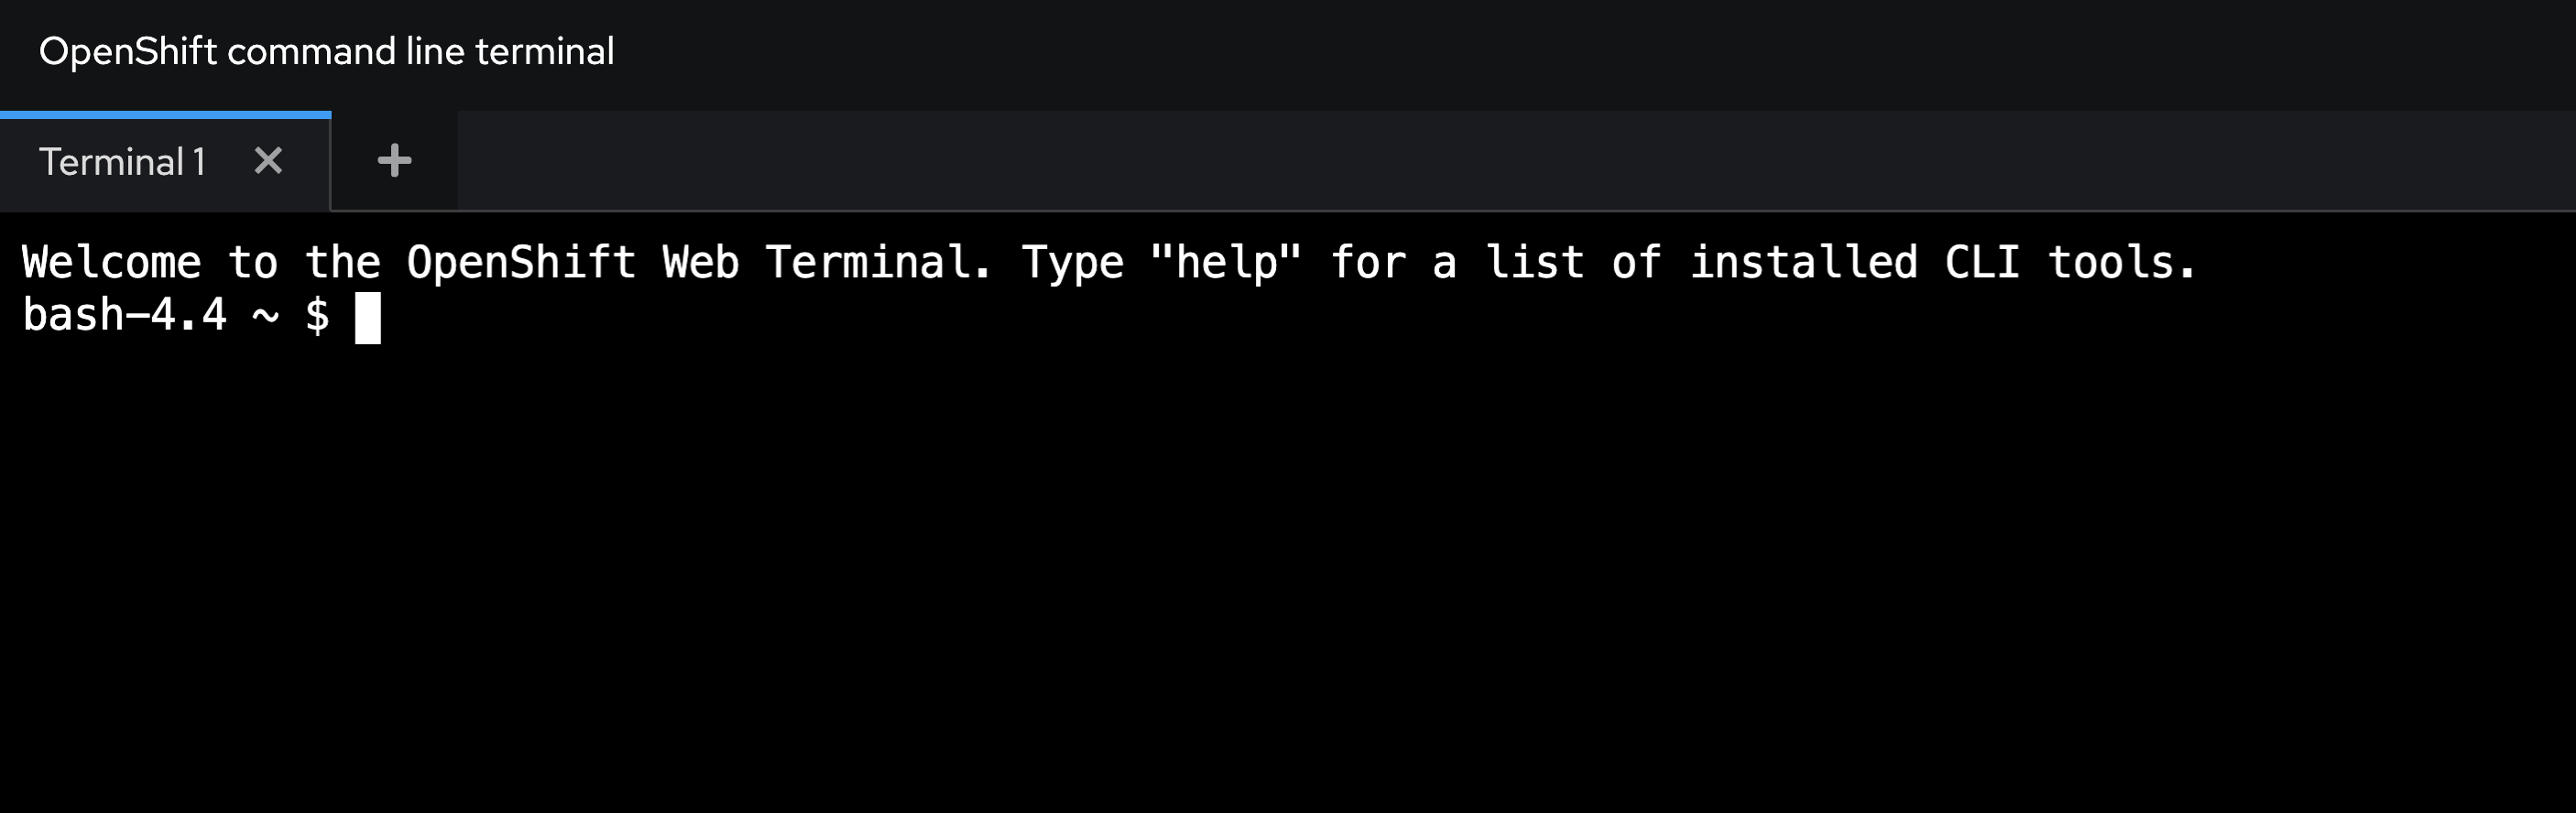 OpenShift command line terminal
Terminal 1
Welcome to the OpenShift Web Terminal. Type "help" for a list of installed CLI tools.
bash-4.4 ~ $